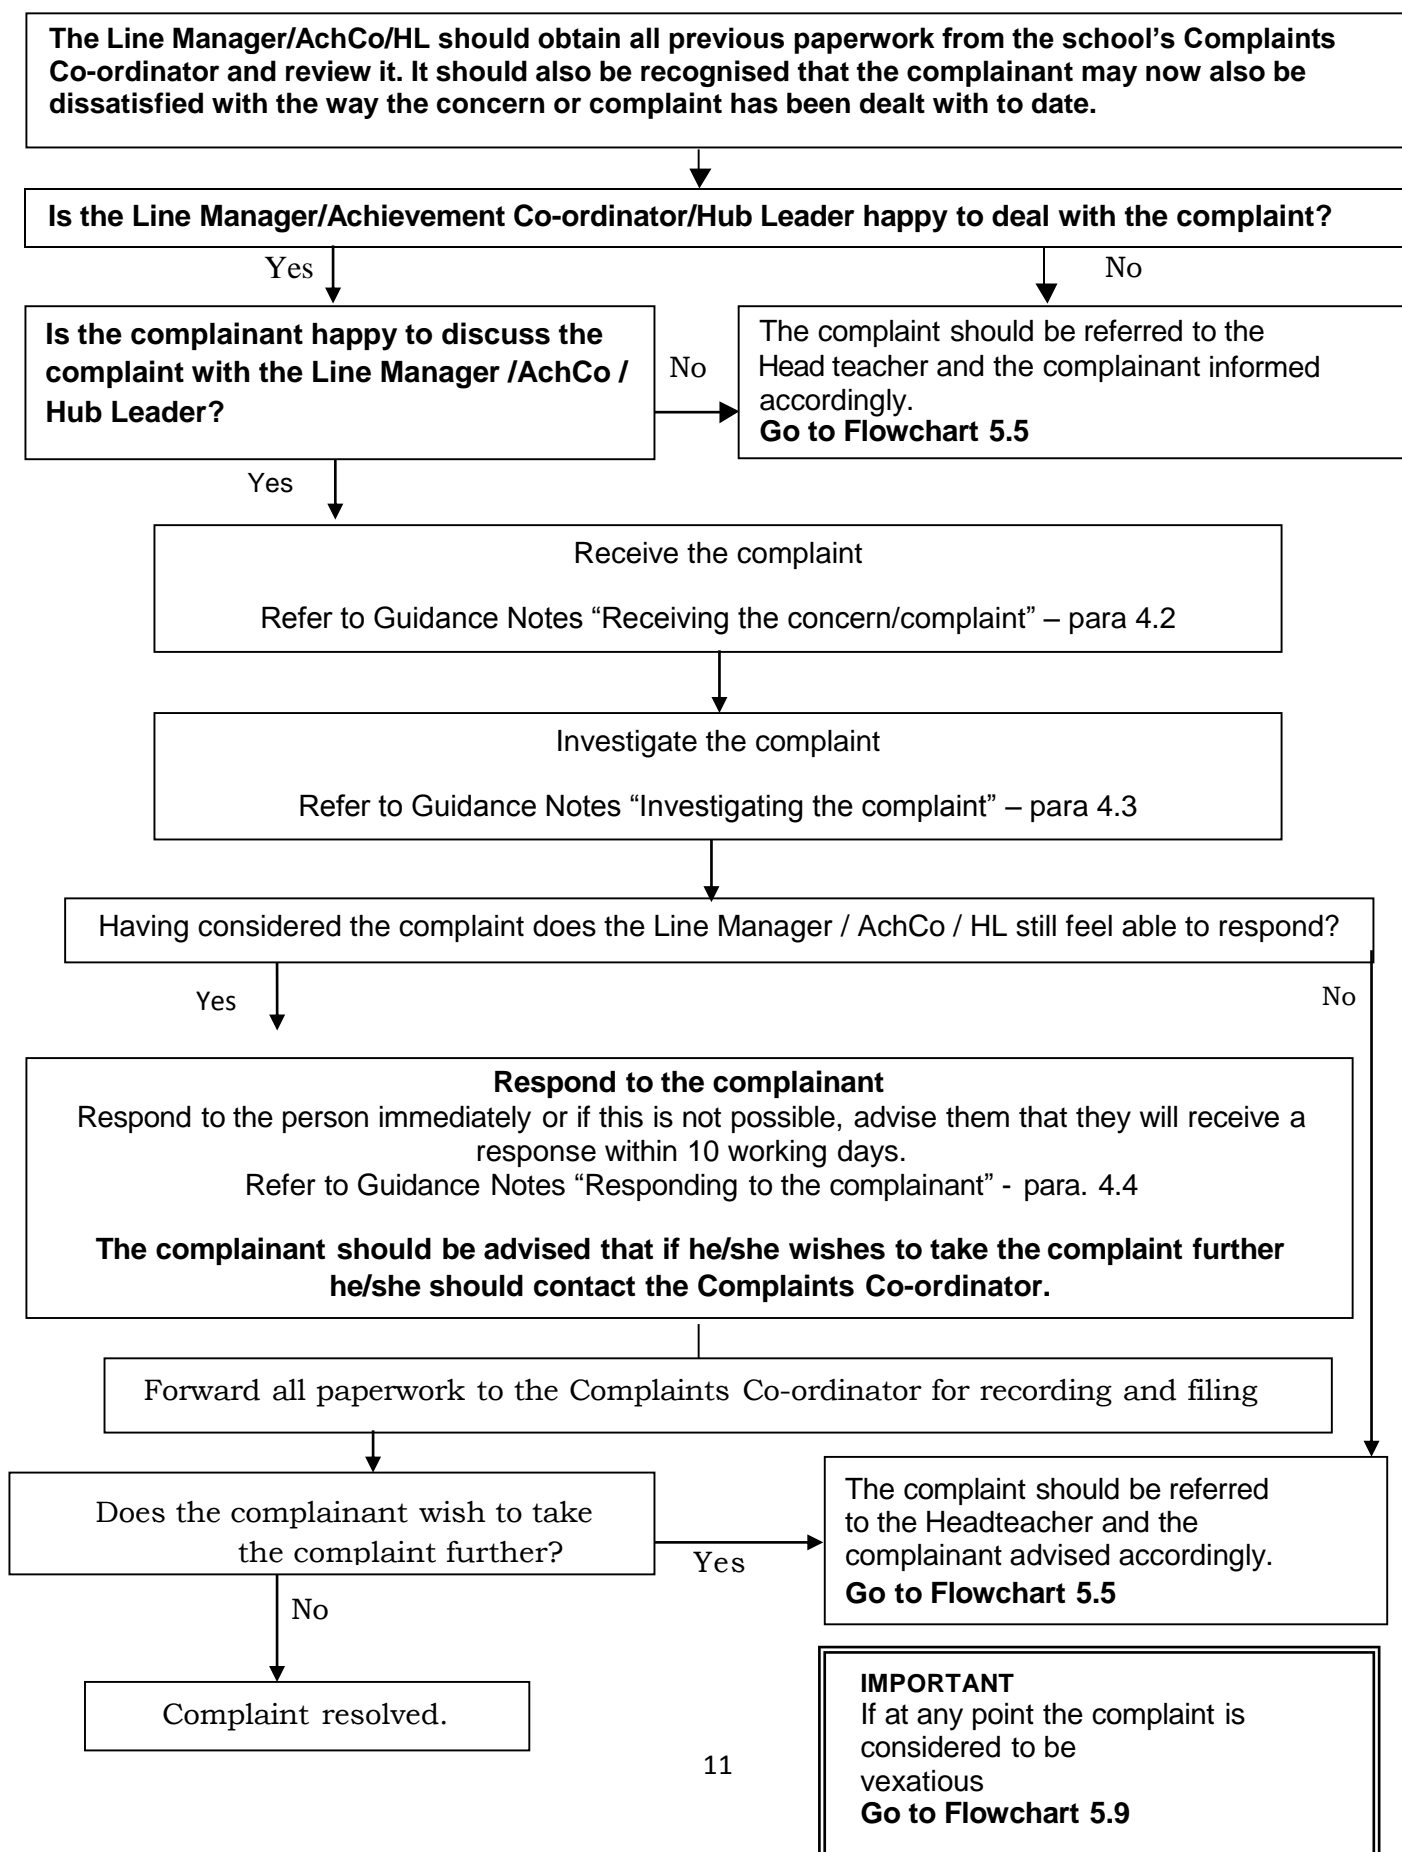 The Line Manager/AchCo/HL should obtain all previous paperwork from the school’s Complaints
Co-ordinator and review it. It should also be recognised that the complainant may now also be
dissatisfied with the way the concern or complaint has been dealt with to date.
Is the Line Manager/Achievement Co-ordinator/Hub Leader happy to deal with the complaint?
Yes
No
Is the complainant happy to discuss the
complaint with the Line Manager /AchCo /
Hub Leader?
No
The complaint should be referred to the
Head teacher and the complainant informed
accordingly.
Go to Flowchart 5.5
Yes
Receive the complaint
Refer to Guidance Notes “Receiving the concern/complaint” – para 4.2
Investigate the complaint
Refer to Guidance Notes “Investigating the complaint” – para 4.3
Having considered the complaint does the Line Manager / AchCo / HL still feel able to respond?
Yes
No
Respond to the complainant
Respond to the person immediately or if this is not possible, advise them that they will receive a
response within 10 working days.
Refer to Guidance Notes “Responding to the complainant” - para. 4.4
The complainant should be advised that if he/she wishes to take the complaint further
he/she should contact the Complaints Co-ordinator.
Forward all paperwork to the Complaints Co-ordinator for recording and filing
Does the complainant wish to take
the complaint further?
Yes
The complaint should be referred
to the Headteacher and the
complainant advised accordingly.
Go to Flowchart 5.5
No
Complaint resolved.
IMPORTANT
If at any point the complaint is
considered to be
vexatious
Go to Flowchart 5.9
11